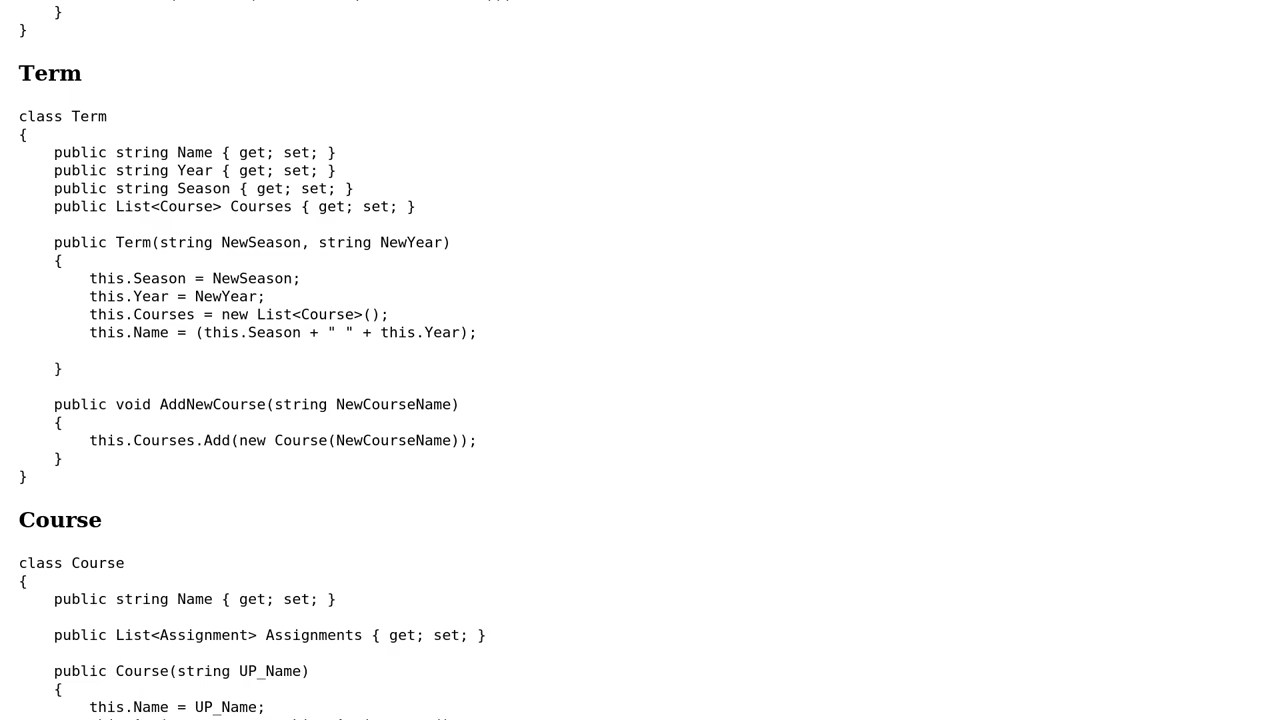 }
}
Term
class Term
{
    public string Name { get; set; }
    public string Year { get; set; }
    public string Season { get; set; }
    public List<Course> Courses { get; set; }

    public Term(string NewSeason, string NewYear)
    {
        this.Season = NewSeason;
        this.Year = NewYear;
        this.Courses = new List<Course>();
        this.Name = (this.Season + " " + this.Year);

    }

    public void AddNewCourse(string NewCourseName)
    {
        this.Courses.Add(new Course(NewCourseName));
    }
}
Course
class Course
{
    public string Name { get; set; }

    public List<Assignment> Assignments { get; set; }

    public Course(string UP_Name)
    {
        this.Name = UP_Name;